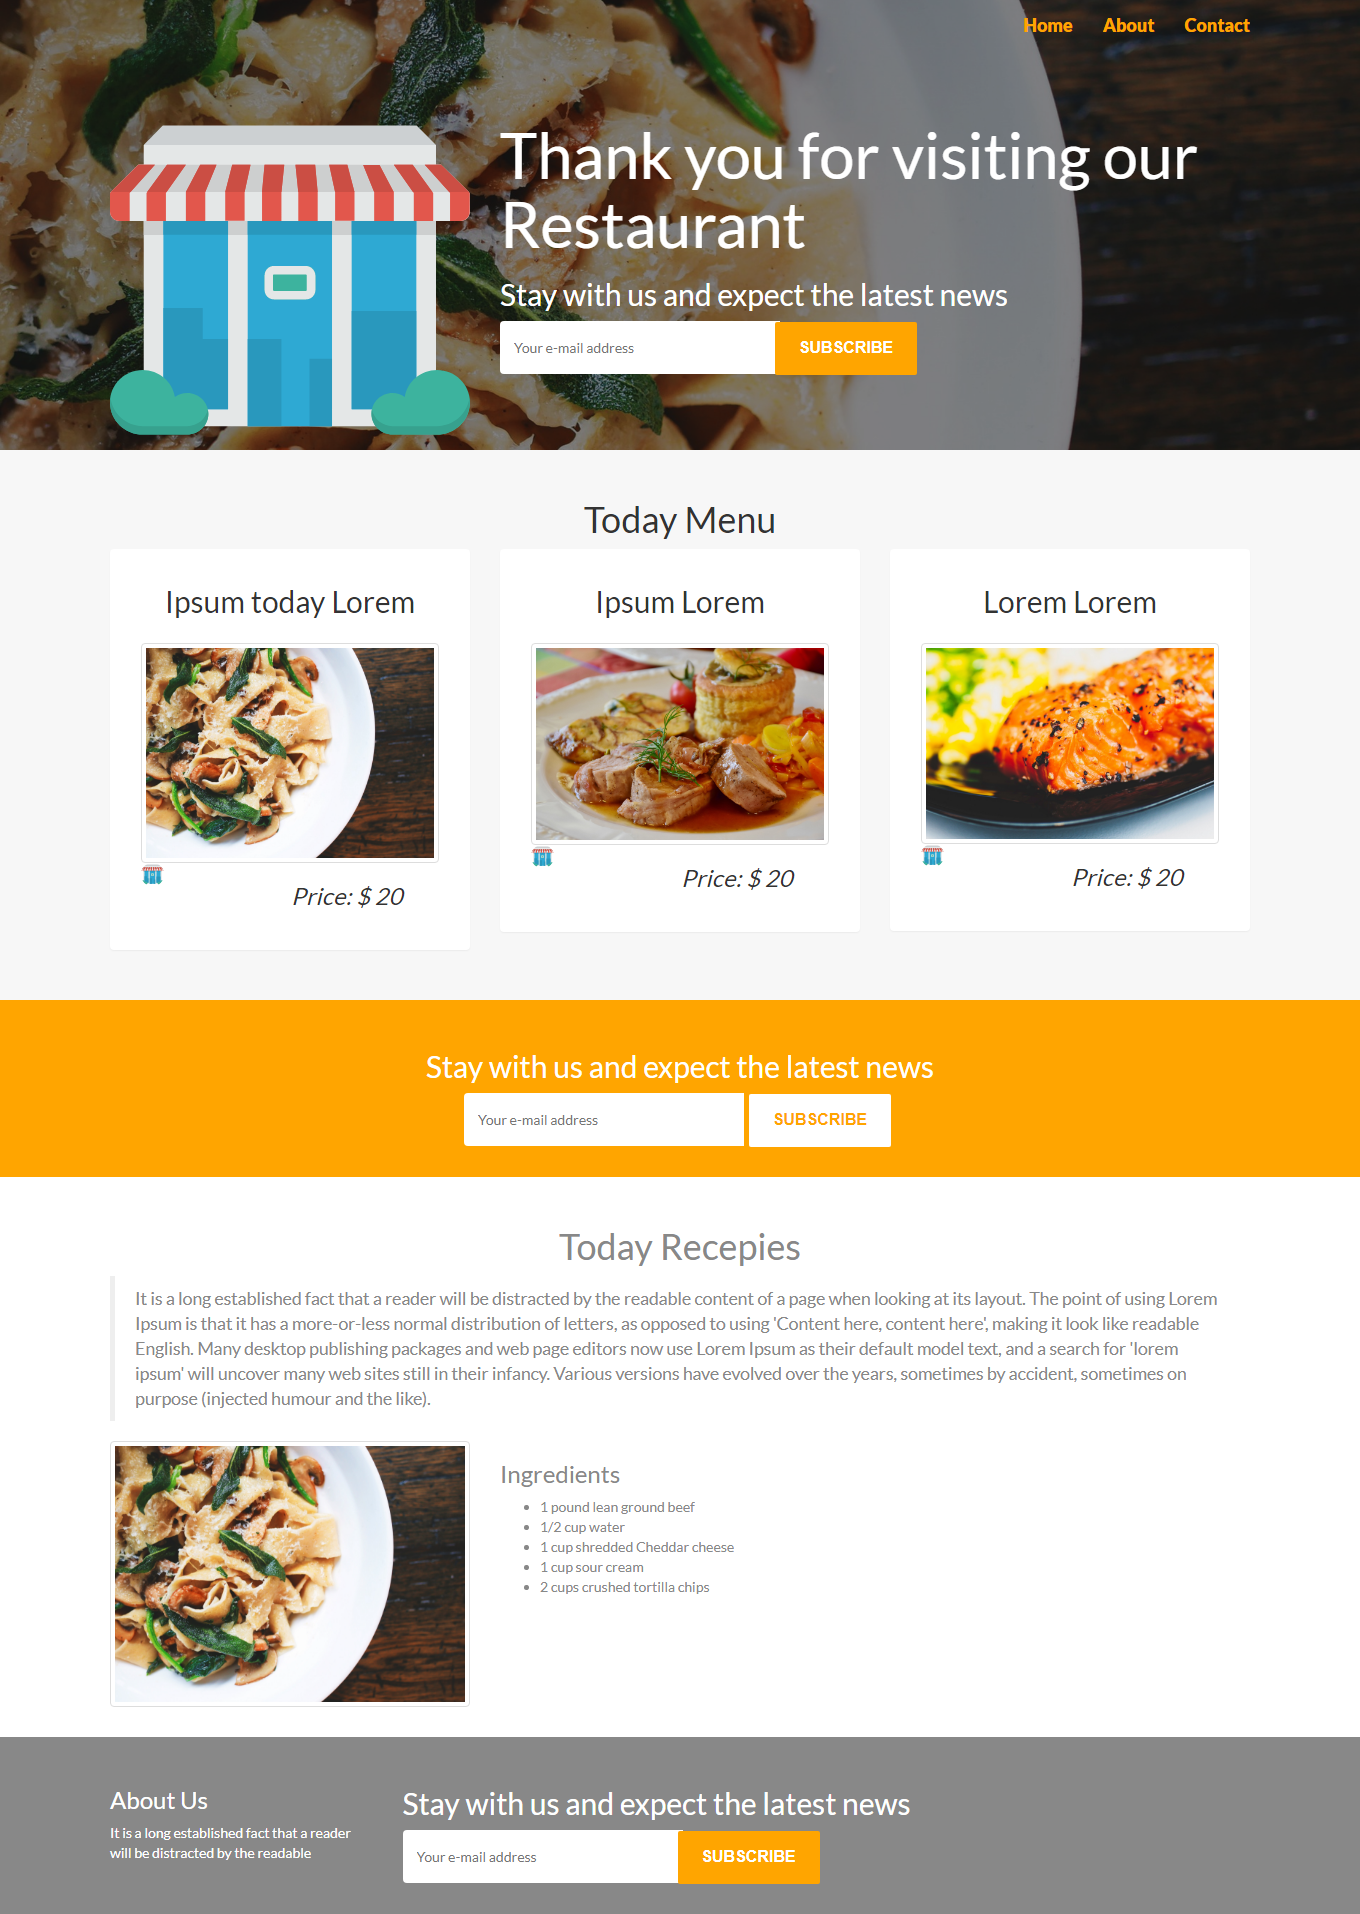 Home About Contact
Thank you for visiting our
Restaurant
Stay with us and expect the latest news
Your e-mail address SUBSCRIBE
Today Menu
Ipsum today Lorem
Price: $ 20
Ipsum Lorem
Price: $ 20
Lorem Lorem
Price: $ 20
Stay with us and expect the latest news
Your e-mail address SUBSCRIBE
Today Recepies
It is a long established fact that a reader will be distracted by the readable content of a page when looking at its layout. The point of using Lorem
Ipsum is that it has a more-or-less normal distribution of letters, as opposed to using 'Content here, content here', making it look like readable
English. Many desktop publishing packages and web page editors now use Lorem Ipsum as their default model text, and a search for 'lorem
ipsum' will uncover many web sites still in their infancy. Various versions have evolved over the years, sometimes by accident, sometimes on
purpose (injected humour and the like).
Ingredients
1 pound lean ground beef
1/2 cup water
1 cup shredded Cheddar cheese
1 cup sour cream
2 cups crushed tortilla chips
About Us
It is a long established fact that a reader
will be distracted by the readable
Stay with us and expect the latest news
Your e-mail address SUBSCRIBE